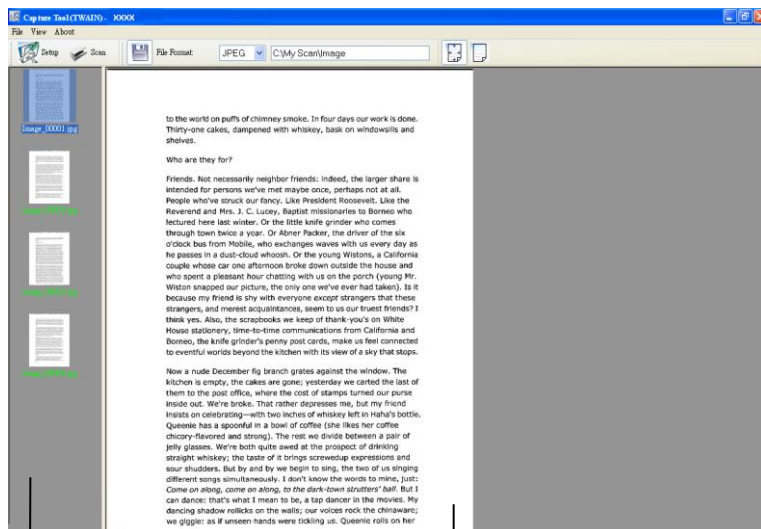 Capture Tool(TWAIN) - XXXX
File View About
Setup Scan File Format: JPEG C:\My Scan\Image
Image_00001.jpg
to the world on puffs of chimney smoke. In four days our work is done.
Thirty-one cakes, dampened with whiskey, bask on windowsills and
shelves.
Who are they for?
Friends. Not necessarily neighbor friends: indeed, the larger share is
intended for persons we've met maybe once, perhaps not at all.
People who've struck our fancy. Like President Roosevelt. Like the
Reverend and Mrs. J. C. Lucey, Baptist missionaries to Borneo who
lectured here last winter. Or the little knife grinder who comes
through town twice a year. Or Abner Packer, the driver of the six
o'clock bus from Mobile, who exchanges waves with us every day as
he passes in a dust-cloud whoosh. Or the young Wistons, a California
couple whose car one afternoon broke down outside the house and
who spent a pleasant hour chatting with us on the porch (young Mr.
Wiston snapped our picture, the only one we've ever had taken). Is it
because my friend is shy with everyone except strangers that these
strangers, and merest acquaintances, seem to us our truest friends? I
think yes. Also, the scrapbooks we keep of thank-you's on White
House stationery, time-to-time communications from California and
Borneo, the knife grinder's penny post cards, make us feel connected
to eventful worlds beyond the kitchen with its view of a sky that stops.
Now a nude December fig branch grates against the window. The
kitchen is empty, the cakes are gone; yesterday we carted the last of
them to the post office, where the cost of stamps turned our purse
inside out. We're broke. That rather depresses me, but my friend
insists on celebrating—with two inches of whiskey left in Haha's bottle.
Queenie has a spoonful in a bowl of coffee (she likes her coffee
chicory-flavored and strong). The rest we divide between a pair of
jelly glasses. We're both quite awed at the prospect of drinking
straight whiskey; the taste of it brings screwedup expressions and
sour shudders. But by and by we begin to sing, the two of us singing
different songs simultaneously. I don't know the words to mine, just:
Come on along, come on along, to the dark-town strutters' ball. But I
can dance: that's what I mean to be, a tap dancer in the movies. My
dancing shadow rollicks on the walls; our voices rock the chinaware;
we giggle: as if unseen hands were tickling us. Queenie rolls on her